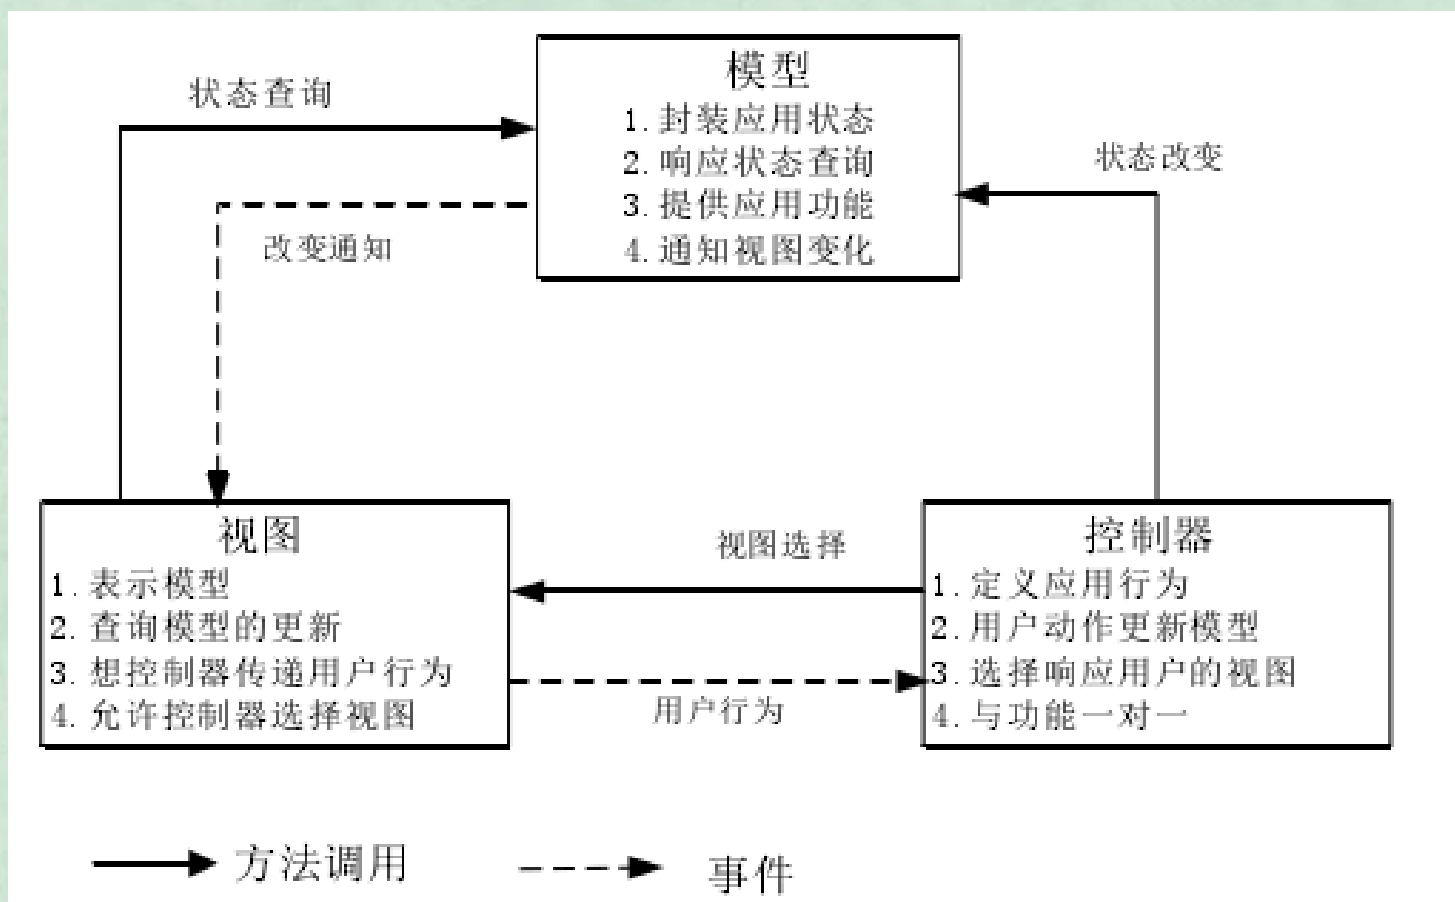 模型
1. 封装应用状态
2. 响应状态查询
3. 提供应用功能
4. 通知视图变化
状态查询
改变通知
状态改变
视图
1. 表示模型
2. 查询模型的更新
3. 想控制器传递用户行为
4. 允许控制器选择视图
视图选择
用户行为
控制器
1. 定义应用行为
2. 用户动作更新模型
3. 选择响应用户的视图
4. 与功能一对一
方法调用
事件